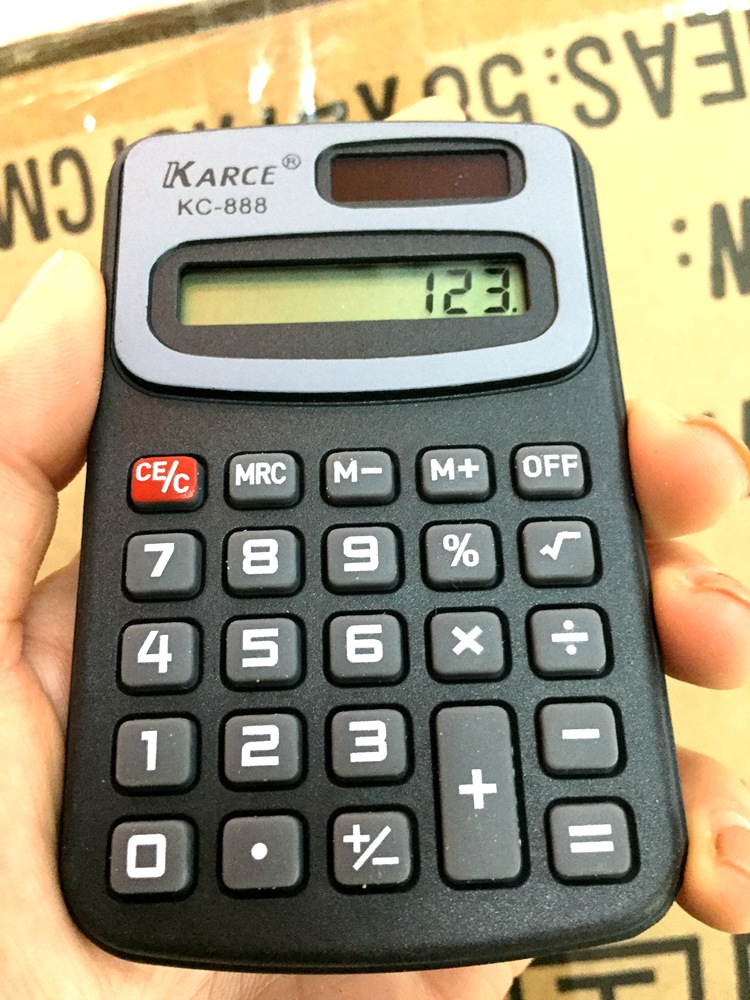 KARCE®
KC-888
123.
CE/C MRC M− M+ OFF
7 8 9 % √
4 5 6 × ÷
1 2 3 + −
0 . +/− =